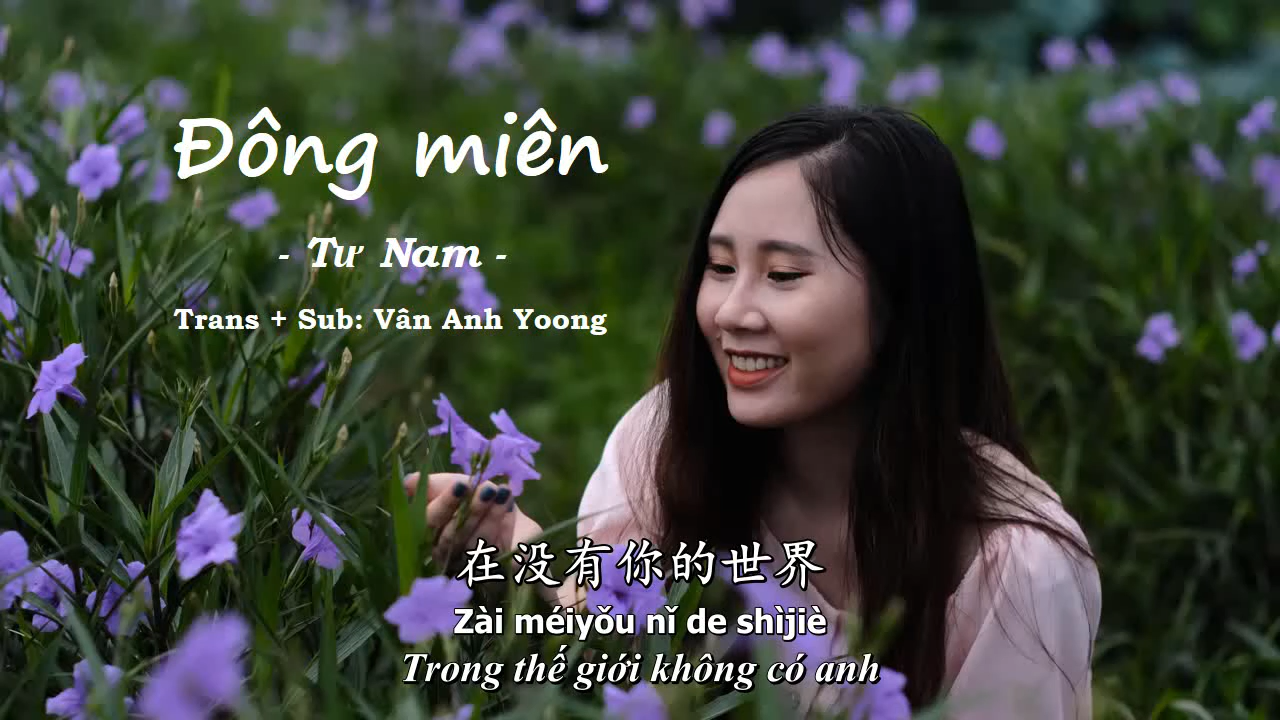 Đông miên
- Tư Nam -
Trans + Sub: Vân Anh Yoong
在没有你的世界
Zài méiyǒu nǐ de shìjiè
Trong thế giới không có anh